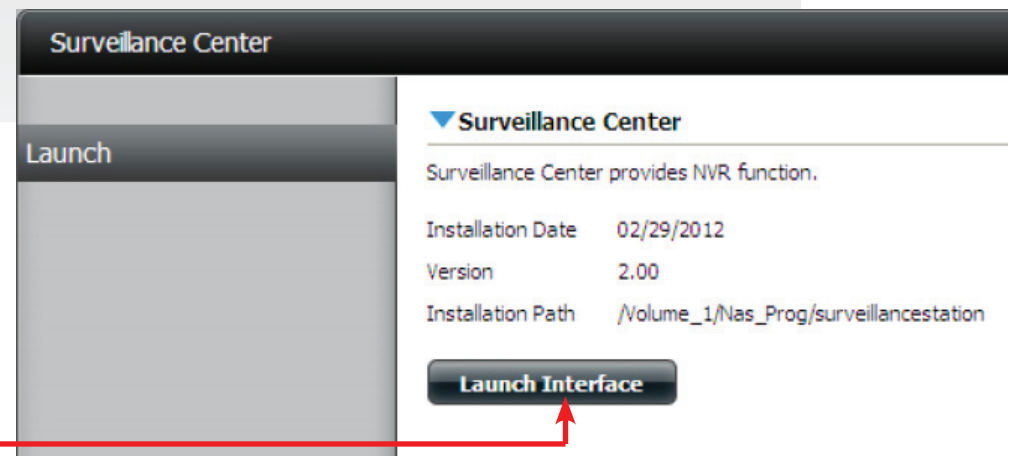 Surveillance Center
Launch
Surveillance Center
Surveillance Center provides NVR function.
Installation Date 02/29/2012
Version 2.00
Installation Path /Volume_1/Nas_Prog/surveillancestation
Launch Interface